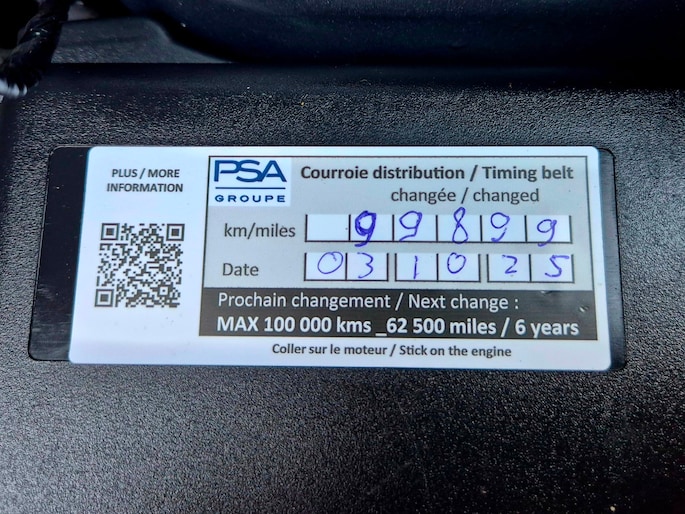 PLUS / MORE
INFORMATION
PSA
GROUPE
Courroie distribution / Timing belt
changée / changed
km/miles 99899
Date 031025
Prochain changement / Next change :
MAX 100 000 kms _62 500 miles / 6 years
Coller sur le moteur / Stick on the engine